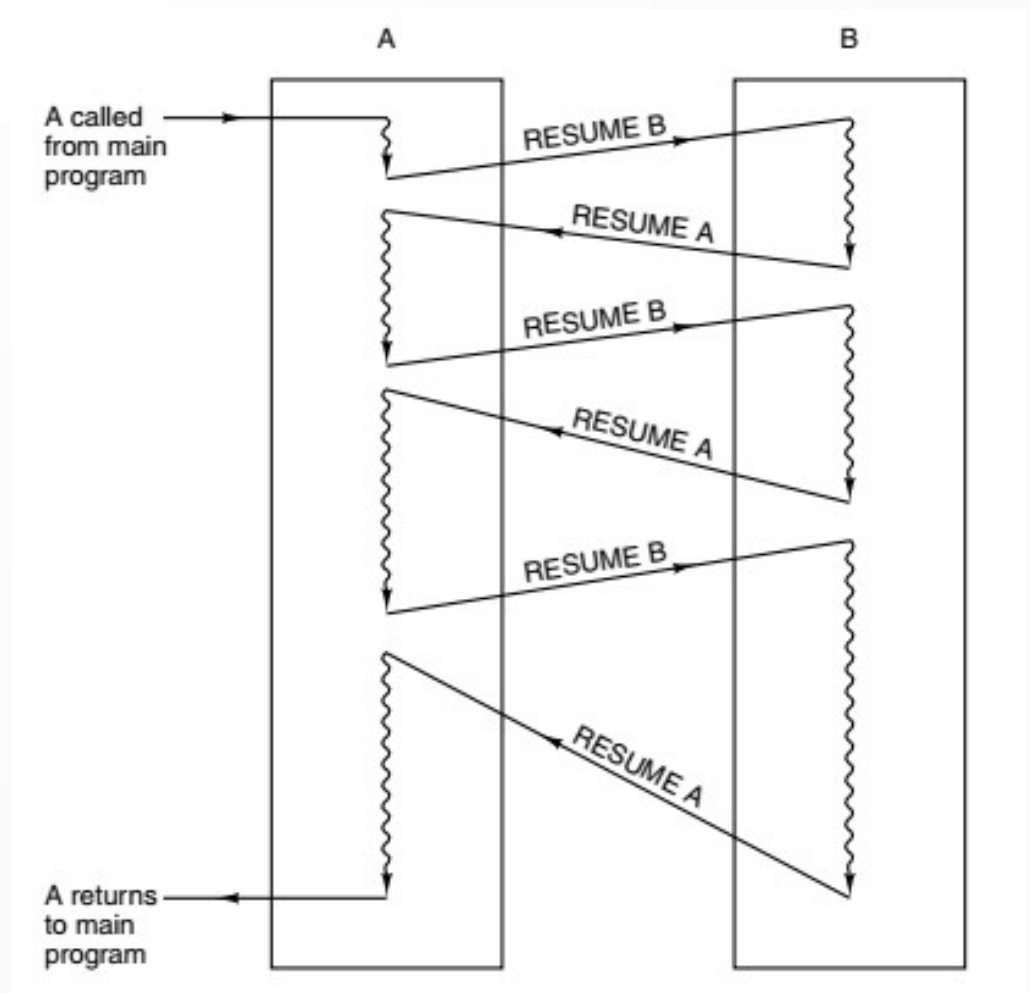 A
B
A called
from main
program
RESUME B
RESUME A
RESUME B
RESUME A
RESUME B
RESUME A
A returns
to main
program